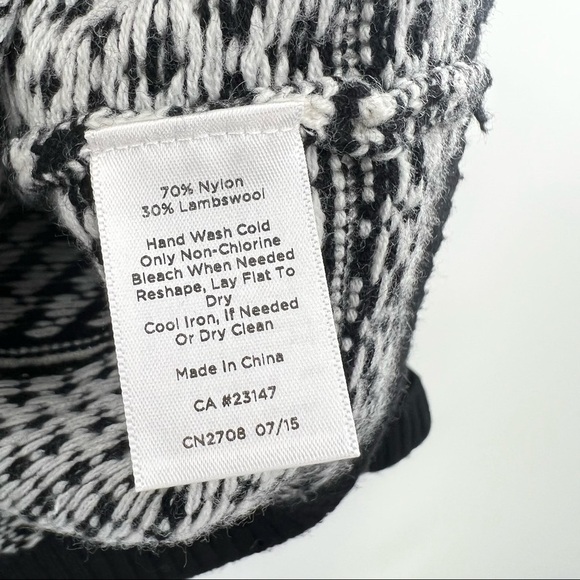 70% Nylon
30% Lambswool
Hand Wash Cold
Only Non-Chlorine
Bleach When Needed
Reshape, Lay Flat To
Dry
Cool Iron, If Needed
Or Dry Clean
Made In China
CA #23147
CN2708 07/15